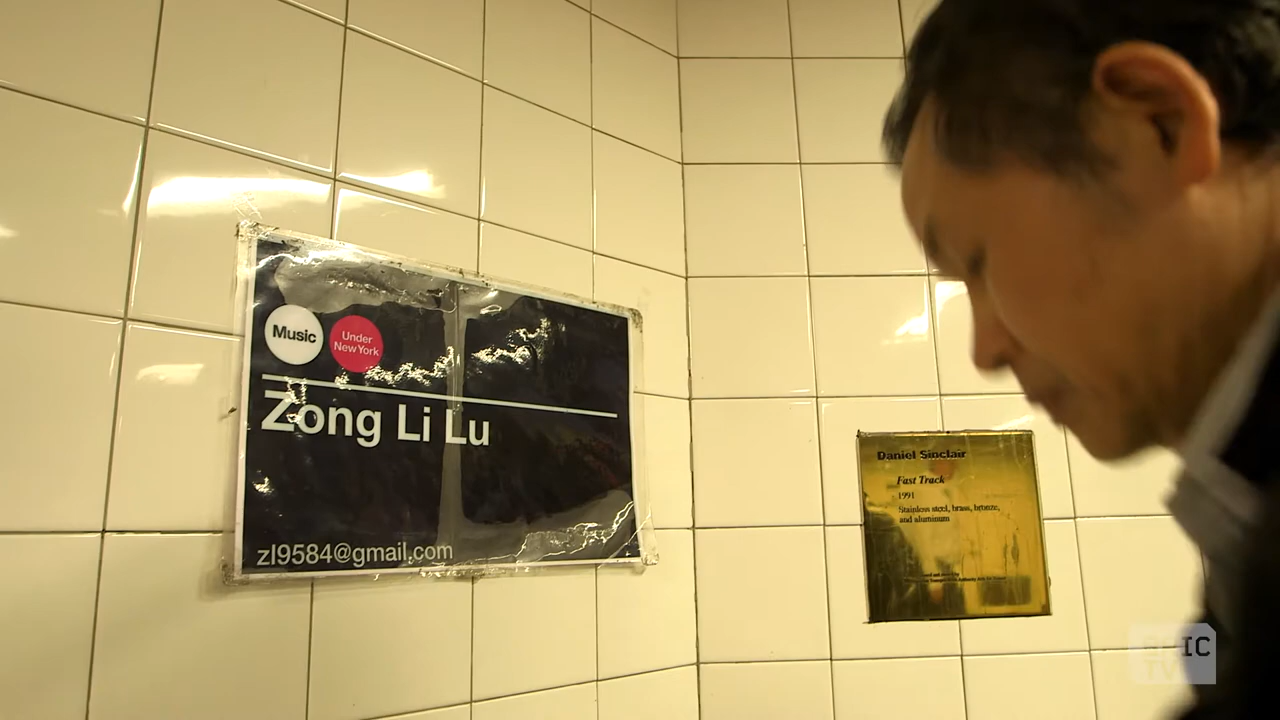 Music
Under
New York
Zong Li Lu
zl9584@gmail.com
Daniel Sinclair
Fast Track
1991
Stainless steel, brass, bronze,
and aluminum